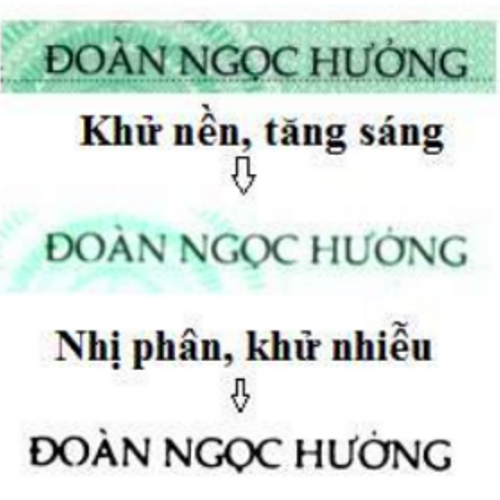 ĐOÀN NGỌC HƯỞNG
Khử nền, tăng sáng
ĐOÀN NGỌC HƯỞNG
Nhị phân, khử nhiễu
ĐOÀN NGỌC HƯỞNG